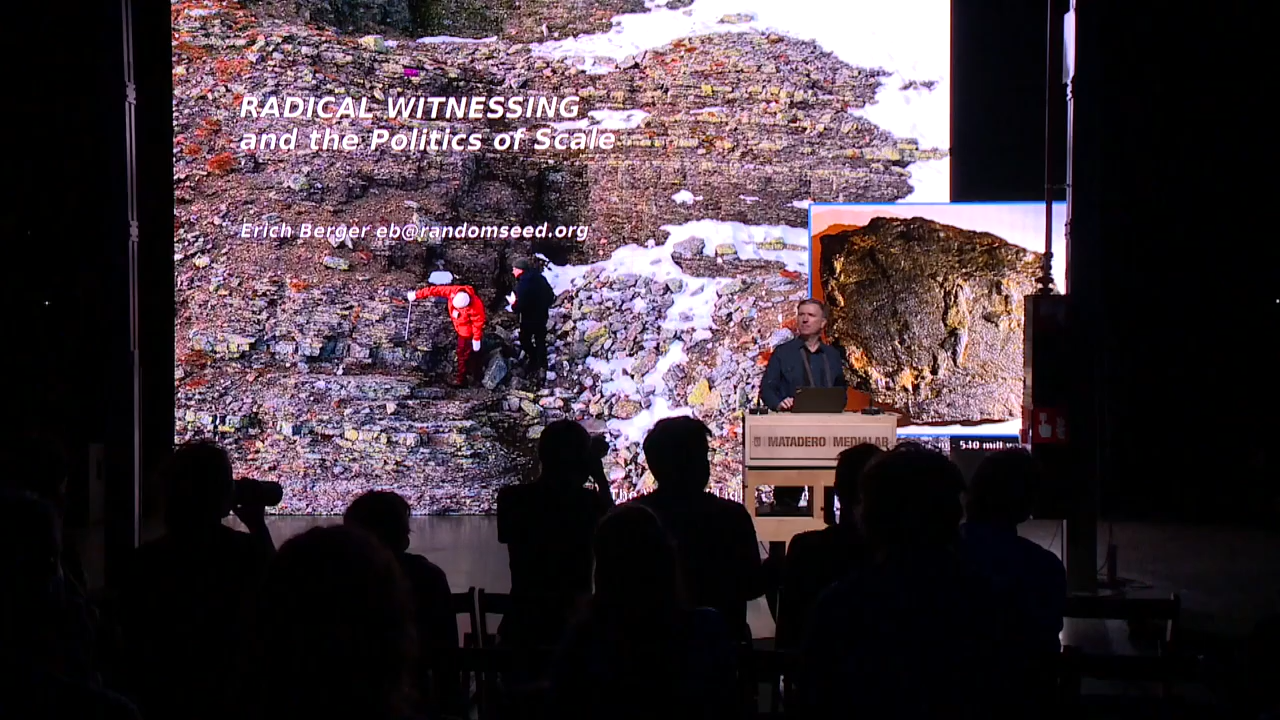 RADICAL WITNESSING
and the Politics of Scale
Erich Berger eb@randomseed.org
MATADERO MEDIALAB
- 540 mill